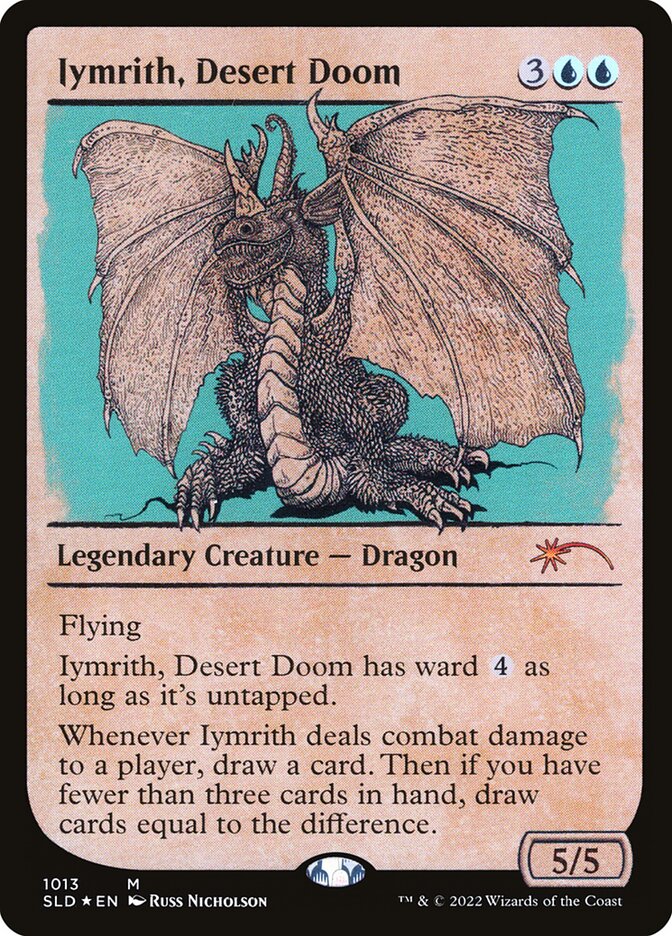 Iymrith, Desert Doom 3
Legendary Creature — Dragon
Flying
Iymrith, Desert Doom has ward 4 as
long as it's untapped.
Whenever Iymrith deals combat damage
to a player, draw a card. Then if you have
fewer than three cards in hand, draw
cards equal to the difference.
5/5
1013 M
SLD ★ EN Russ Nicholson
™ & © 2022 Wizards of the Coast